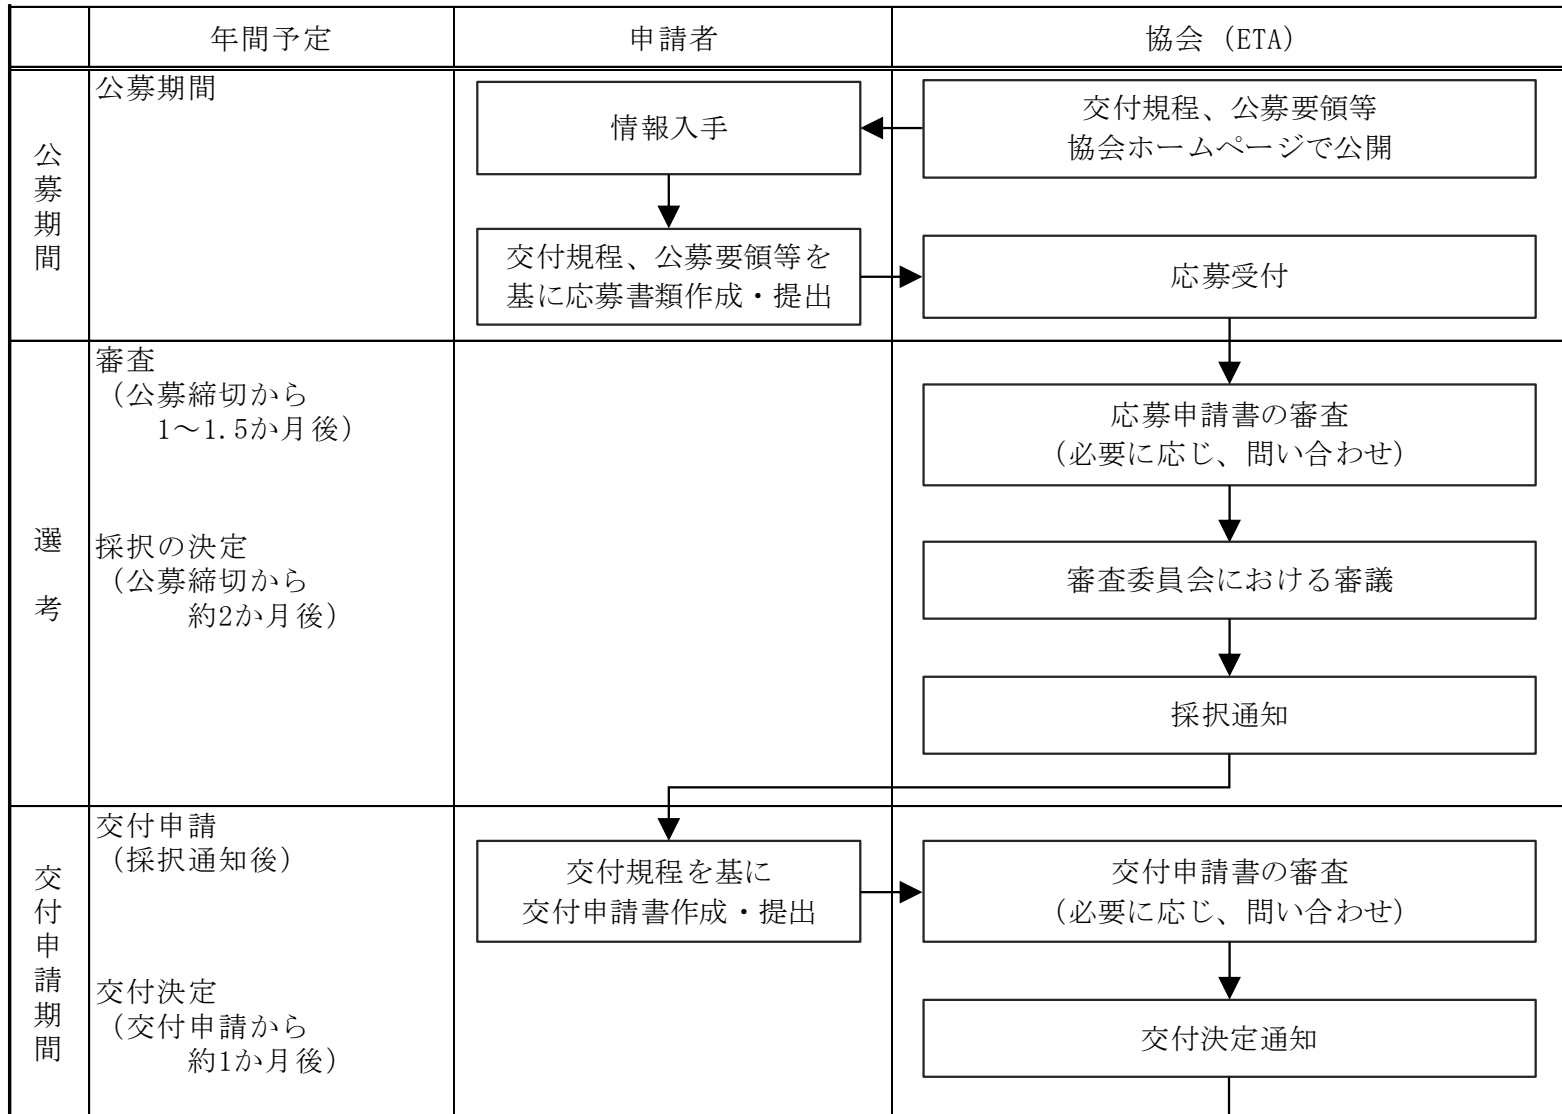 年間予定
申請者
協会 (ETA)
公募期間
公募期間
情報入手
交付規程、公募要領等
協会ホームページで公開
交付規程、公募要領等を
基に応募書類作成・提出
応募受付
選考
審査
（公募締切から
1～1.5か月後）
応募申請書の審査
（必要に応じ、問い合わせ）
採択の決定
（公募締切から
約2か月後）
審査委員会における審議
採択通知
交付申請期間
交付申請
（採択通知後）
交付規程を基に
交付申請書作成・提出
交付申請書の審査
（必要に応じ、問い合わせ）
交付決定
（交付申請から
約1か月後）
交付決定通知